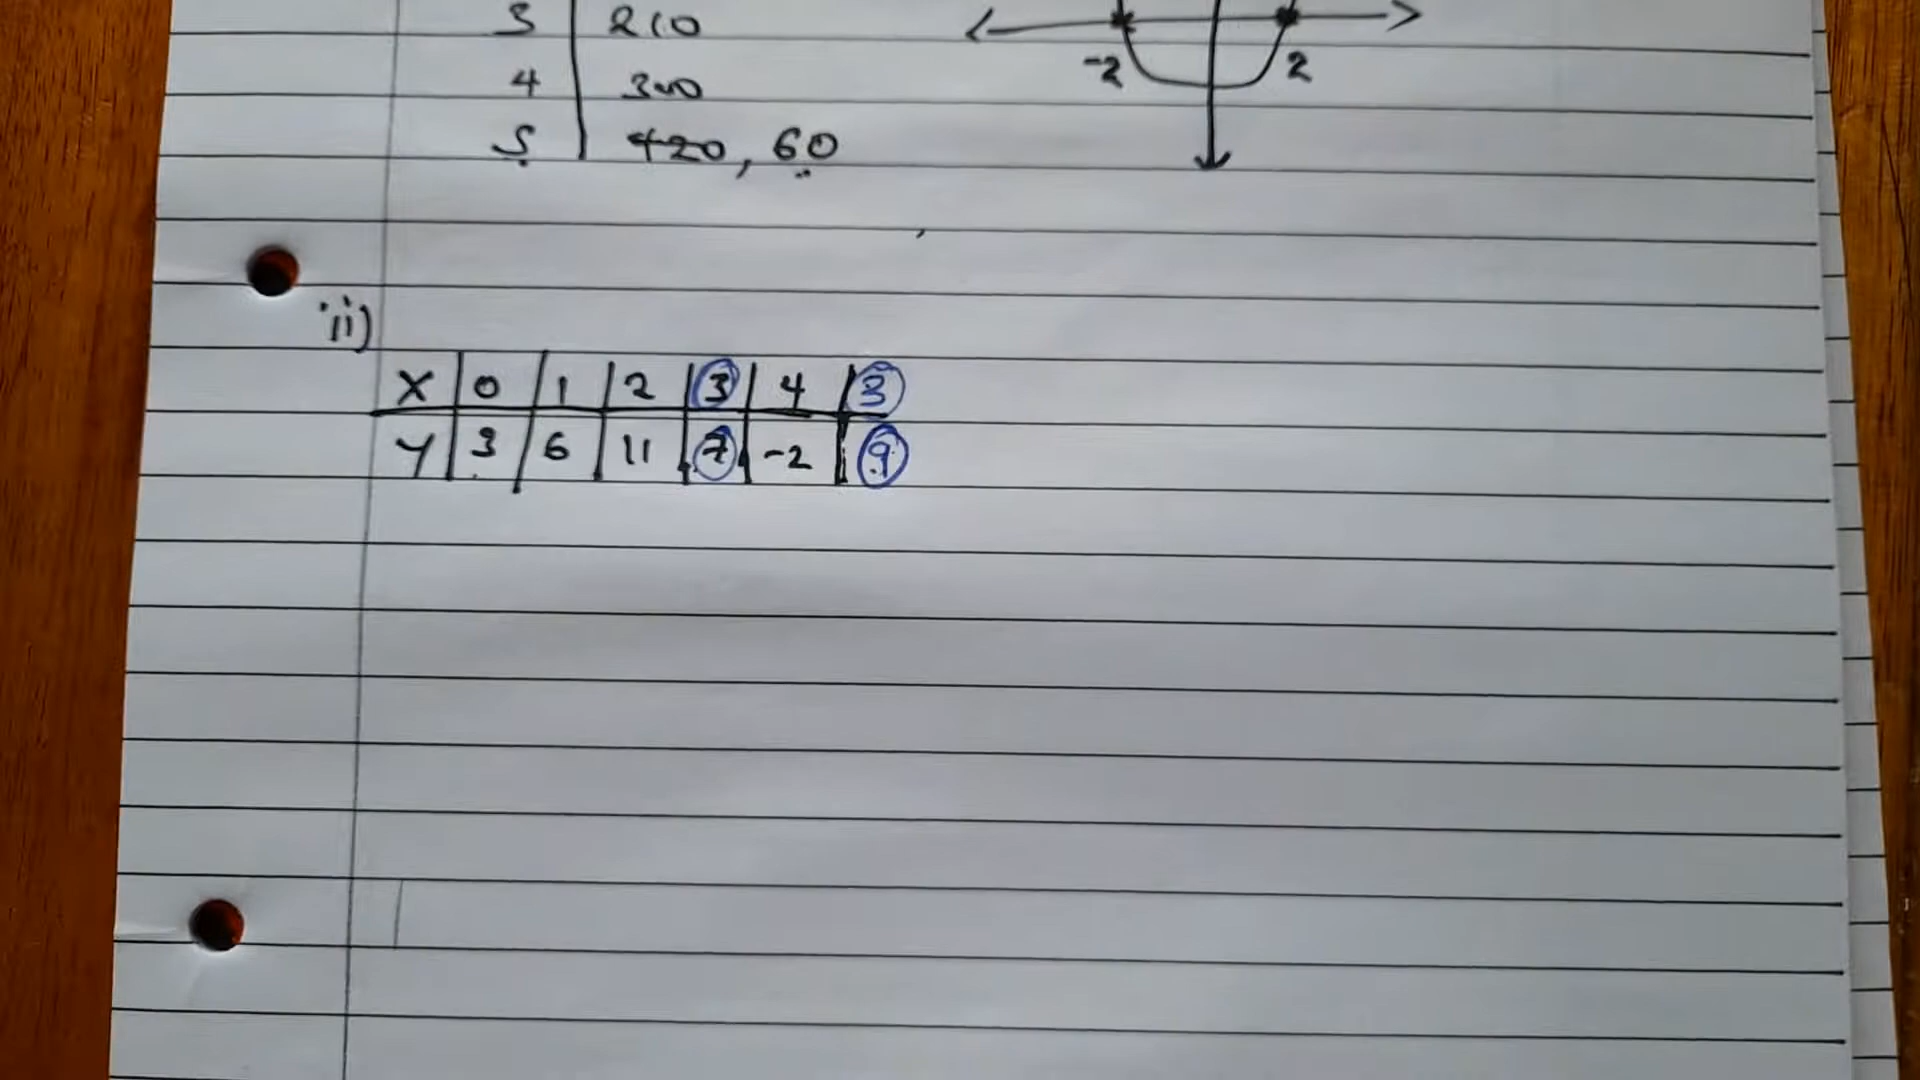 3 | 210
4 | 300
5 | 420, 60
-2 2
ii)
X | 0 | 1 | 2 | 3 | 4 | 3
Y | 3 | 6 | 11 | 7 | -2 | 9